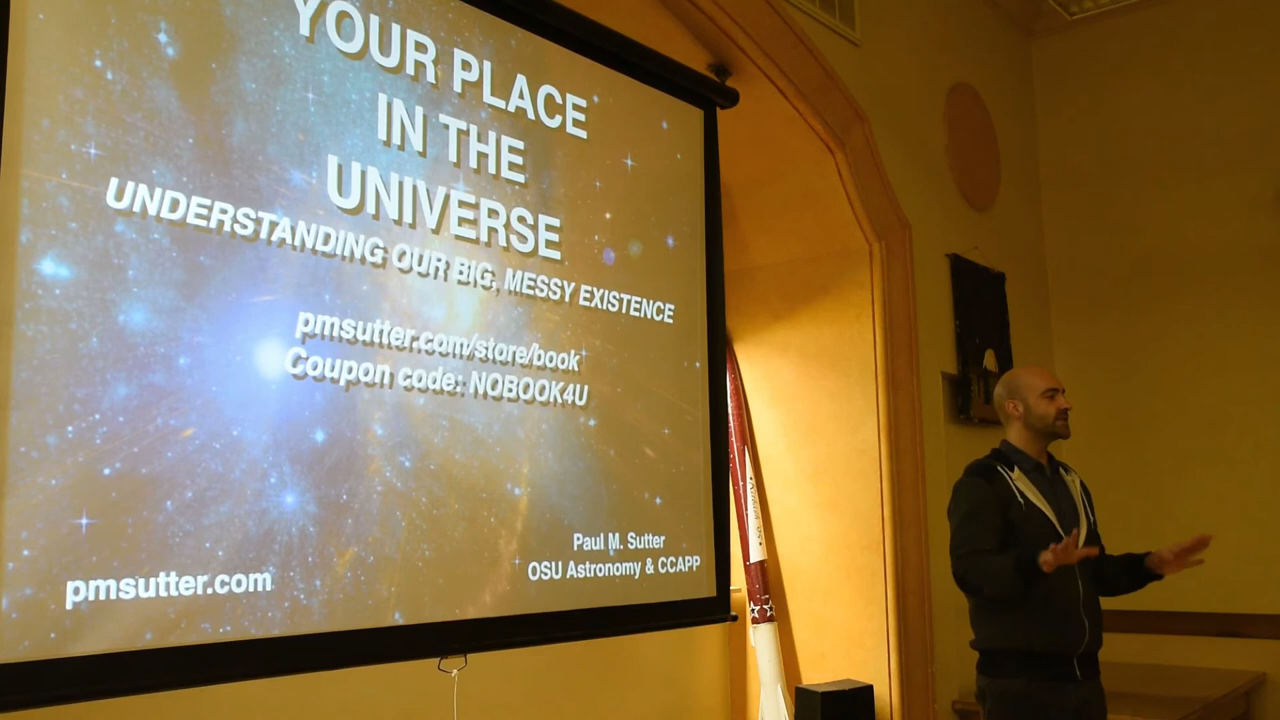 YOUR PLACE
IN THE
UNIVERSE
UNDERSTANDING OUR BIG, MESSY EXISTENCE
pmsutter.com/store/book
Coupon code: NOBOOK4U
Paul M. Sutter
OSU Astronomy & CCAPP
pmsutter.com